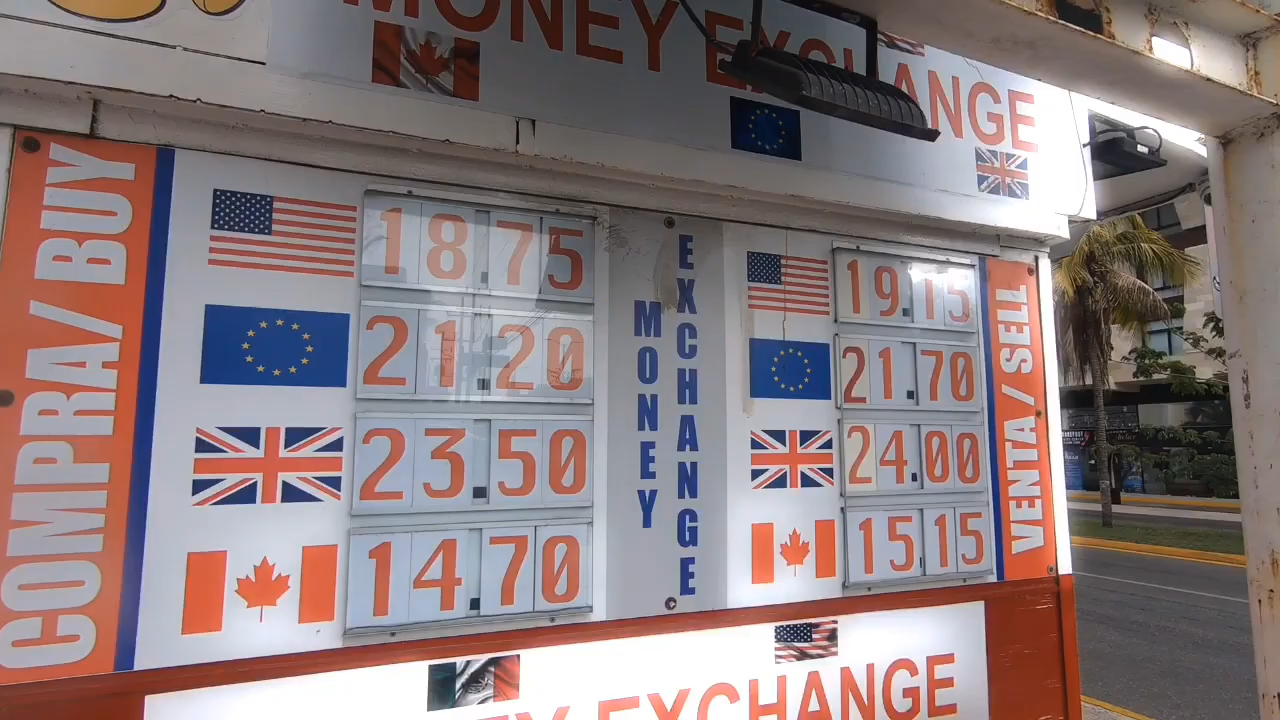 MONEY EXCHANGE
COMPRA/ BUY
18.75
21.20
23.50
14.70
MONEY
EXCHANGE
19.15
21.70
24.00
15.15
VENTA / SELL
EXCHANGE